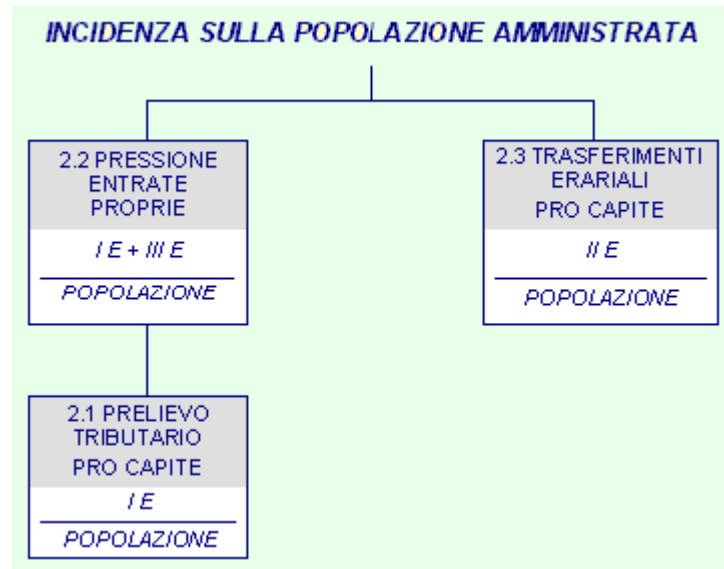 INCIDENZA SULLA POPOLAZIONE AMMINISTRATA
2.2 PRESSIONE
ENTRATE
PROPRIE
I E + III E
POPOLAZIONE
2.3 TRASFERIMENTI
ERARIALI
PRO CAPITE
II E
POPOLAZIONE
2.1 PRELIEVO
TRIBUTARIO
PRO CAPITE
I E
POPOLAZIONE